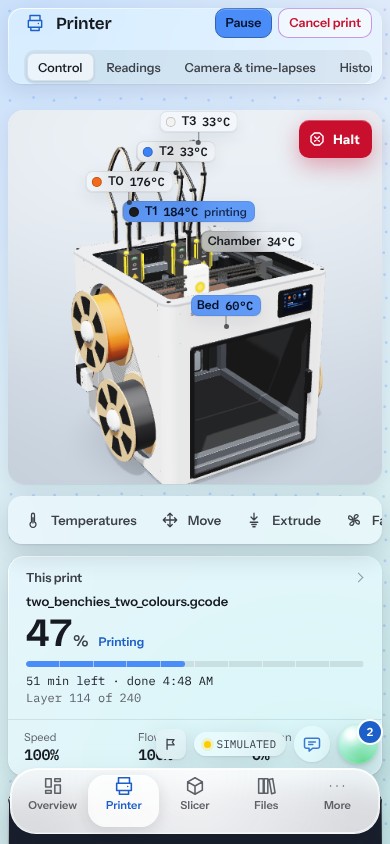 Printer
Pause
Cancel print
Control
Readings
Camera & time-lapses
T3 33°C
Halt
T2 33°C
T0 176°C
T1 184°C printing
Chamber 34°C
Bed 60°C
Temperatures
Move
Extrude
This print
two_benchies_two_colours.gcode
47% Printing
51 min left · done 4:48 AM
Layer 114 of 240
Speed
100%
SIMULATED
2
Overview
Printer
Slicer
Files
More